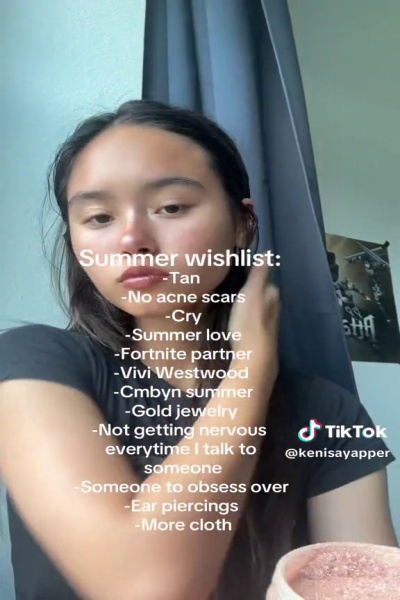 Summer wishlist:
-Tan
-No acne scars
-Cry
-Summer love
-Fortnite partner
-Vivi Westwood
-Cmbyn summer
-Gold jewelry
-Not getting nervous
everytime I talk to
someone
-Someone to obsess over
-Ear piercings
-More cloth
TikTok
@kenisayapper